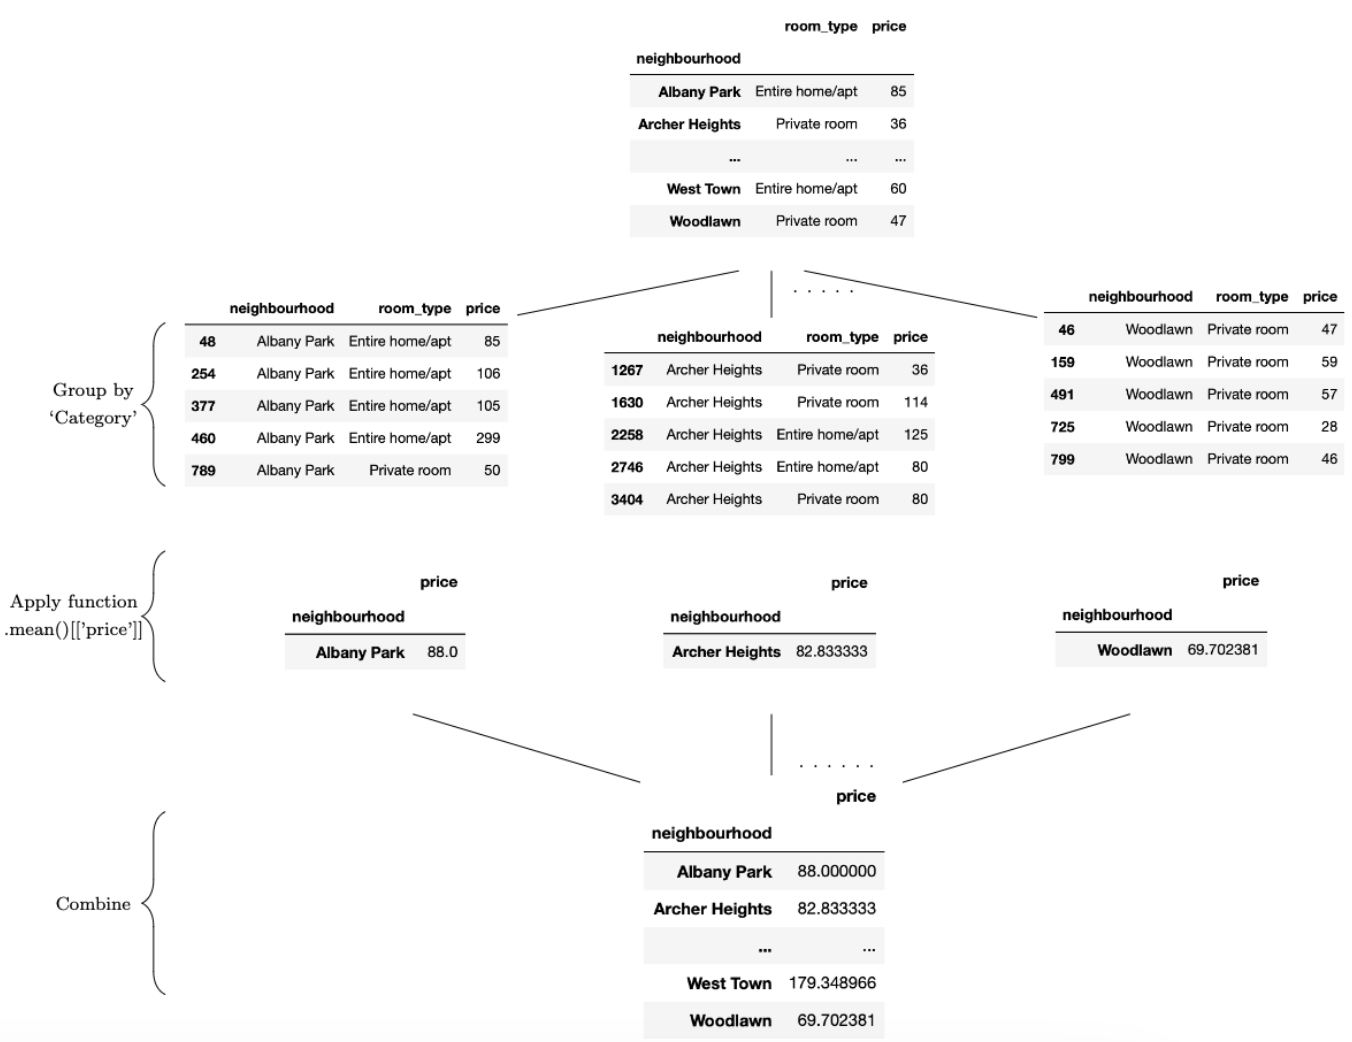 room_type price
neighbourhood
Albany Park Entire home/apt 85
Archer Heights Private room 36
... ... ...
West Town Entire home/apt 60
Woodlawn Private room 47
. . . . .
Group by
‘Category’
neighbourhood room_type price
48 Albany Park Entire home/apt 85
254 Albany Park Entire home/apt 106
377 Albany Park Entire home/apt 105
460 Albany Park Entire home/apt 299
789 Albany Park Private room 50
neighbourhood room_type price
1267 Archer Heights Private room 36
1630 Archer Heights Private room 114
2258 Archer Heights Entire home/apt 125
2746 Archer Heights Entire home/apt 80
3404 Archer Heights Private room 80
neighbourhood room_type price
46 Woodlawn Private room 47
159 Woodlawn Private room 59
491 Woodlawn Private room 57
725 Woodlawn Private room 28
799 Woodlawn Private room 46
Apply function
.mean()[['price']]
price
neighbourhood
Albany Park 88.0
price
neighbourhood
Archer Heights 82.833333
price
neighbourhood
Woodlawn 69.702381
. . . . . .
Combine
price
neighbourhood
Albany Park 88.000000
Archer Heights 82.833333
... ...
West Town 179.348966
Woodlawn 69.702381